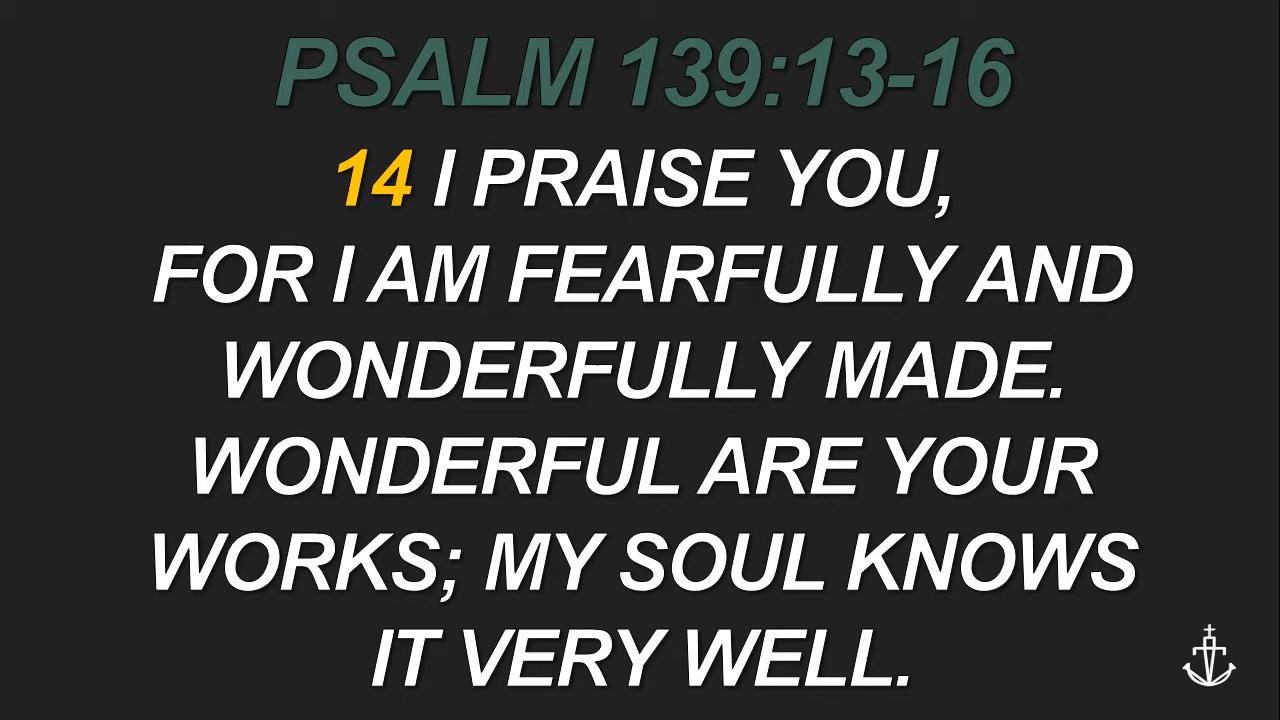 PSALM 139:13-16
14 I PRAISE YOU,
FOR I AM FEARFULLY AND
WONDERFULLY MADE.
WONDERFUL ARE YOUR
WORKS; MY SOUL KNOWS
IT VERY WELL.